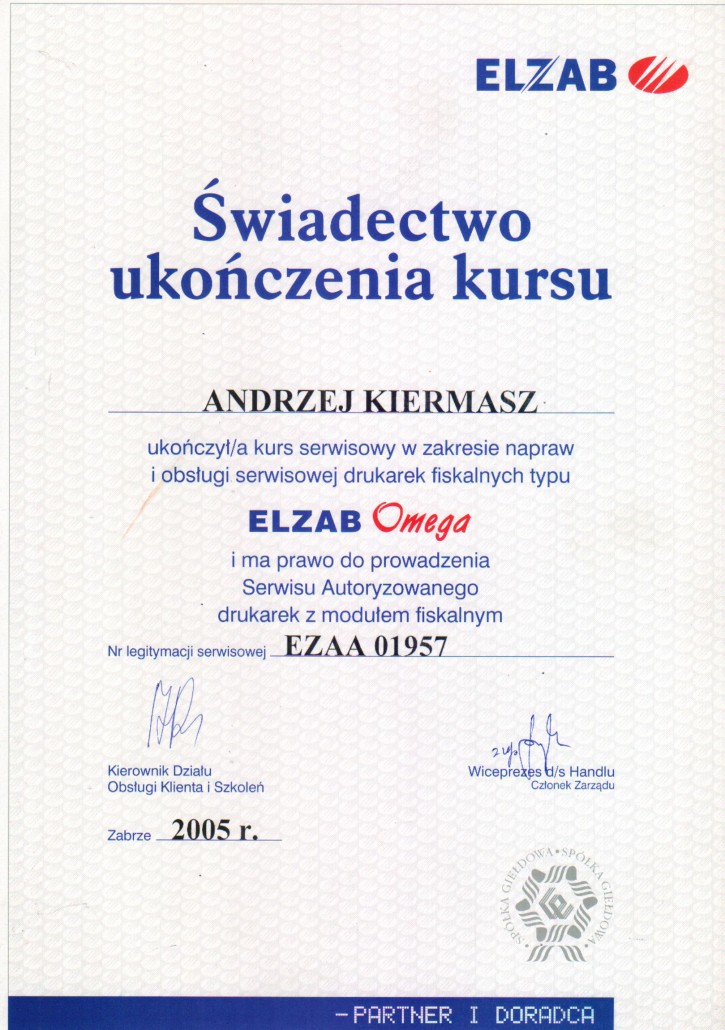 ELZAB
Świadectwo
ukończenia kursu
ANDRZEJ KIERMASZ
ukończył/a kurs serwisowy w zakresie napraw
i obsługi serwisowej drukarek fiskalnych typu
ELZAB Omega
i ma prawo do prowadzenia
Serwisu Autoryzowanego
drukarek z modułem fiskalnym
Nr legitymacji serwisowej EZAA 01957
Kierownik Działu
Obsługi Klienta i Szkoleń
Wiceprezes d/s Handlu
Członek Zarządu
Zabrze 2005 r.
SPÓŁKA GIEŁDOWA • SPÓŁKA GIEŁDOWA •
–PARTNER I DORADCA